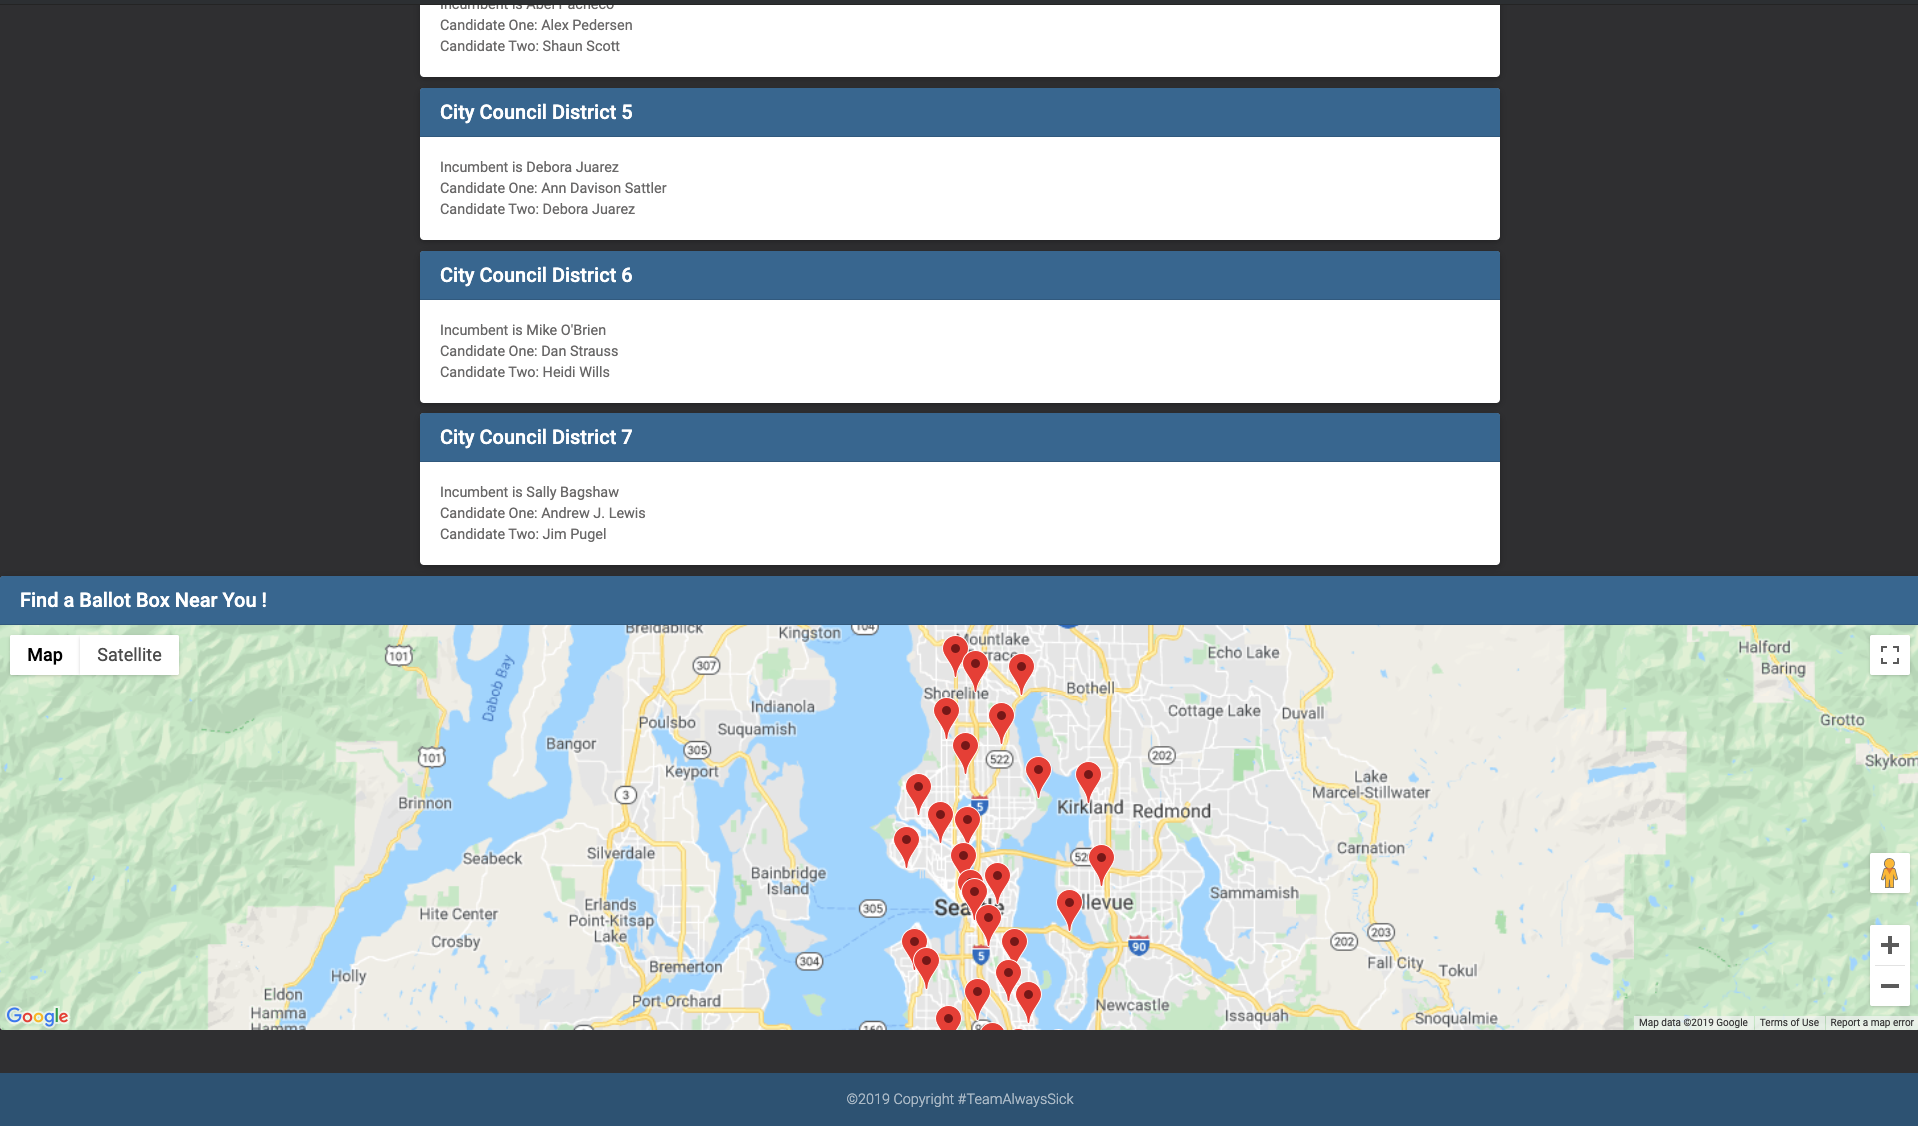 Incumbent is Abel Pacheco
Candidate One: Alex Pedersen
Candidate Two: Shaun Scott
City Council District 5
Incumbent is Debora Juarez
Candidate One: Ann Davison Sattler
Candidate Two: Debora Juarez
City Council District 6
Incumbent is Mike O'Brien
Candidate One: Dan Strauss
Candidate Two: Heidi Wills
City Council District 7
Incumbent is Sally Bagshaw
Candidate One: Andrew J. Lewis
Candidate Two: Jim Pugel
Find a Ballot Box Near You !
Map
Satellite
Breidablick
Kingston
104
Mountlake
Halford
101
307
Echo Lake
Baring
Dabob Bay
Shoreline
Bothell
Indianola
Cottage Lake
Duvall
Poulsbo
Suquamish
Grotto
Bangor
305
101
522
202
Skykom
Keyport
Lake
Marcel-Stillwater
3
Brinnon
5
Kirkland
Redmond
Silverdale
Carnation
Seabeck
Bainbridge
Island
Sammamish
Erlands
Point-Kitsap
Lake
305
Hite Center
Crosby
5
90
202
203
304
Fall City
Tokul
Holly
Bremerton
Eldon
Port Orchard
Newcastle
Issaquah
Snoqualmie
Hamma
Hamma
Google
160
Map data ©2019 Google
Terms of Use
Report a map error
©2019 Copyright #TeamAlwaysSick